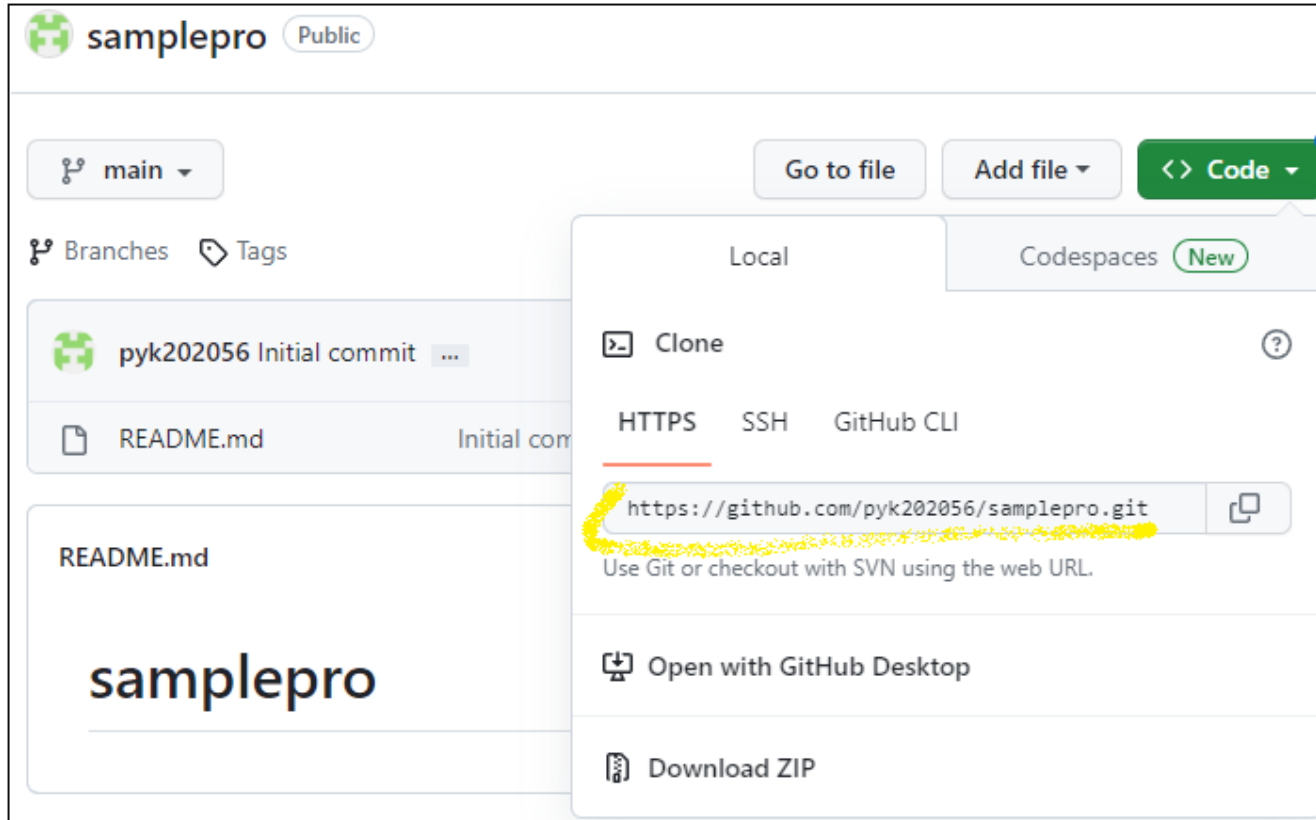 samplepro Public
main
Go to file
Add file
<> Code
Branches
Tags
Local
Codespaces New
pyk202056 Initial commit ...
Clone
HTTPS SSH GitHub CLI
README.md Initial com
https://github.com/pyk202056/samplepro.git
README.md
Use Git or checkout with SVN using the web URL.
samplepro
Open with GitHub Desktop
Download ZIP